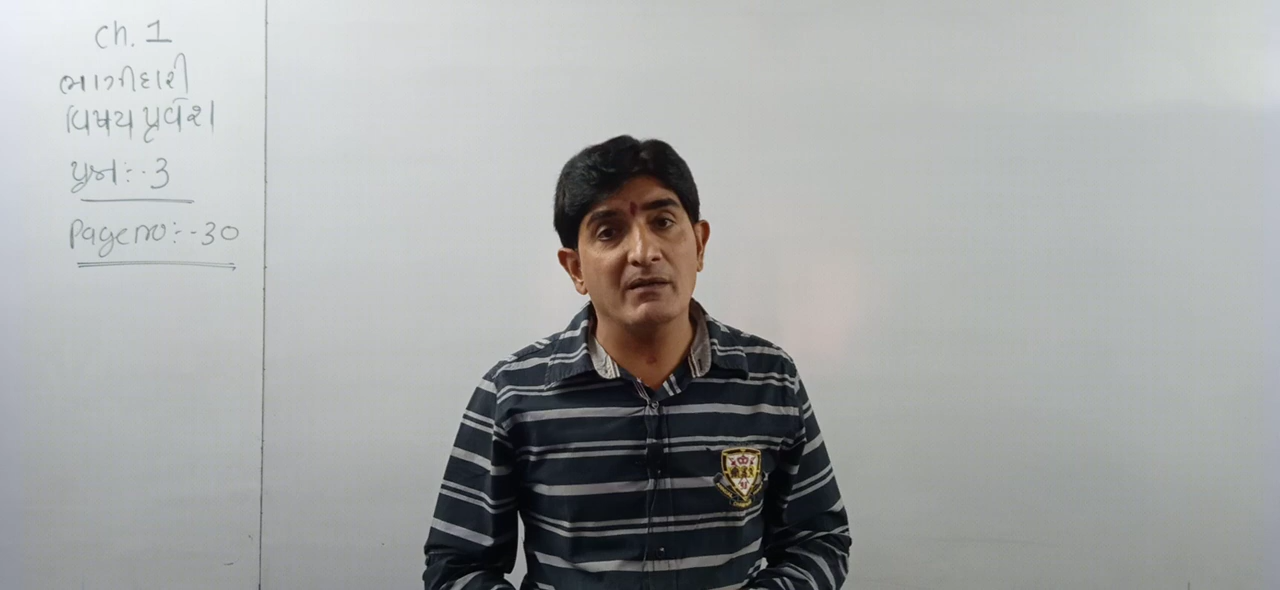 Ch. 1
ભાગીદારી
વિષય પ્રવેશ
પ્રશ્ન :- 3
Page no :- 30